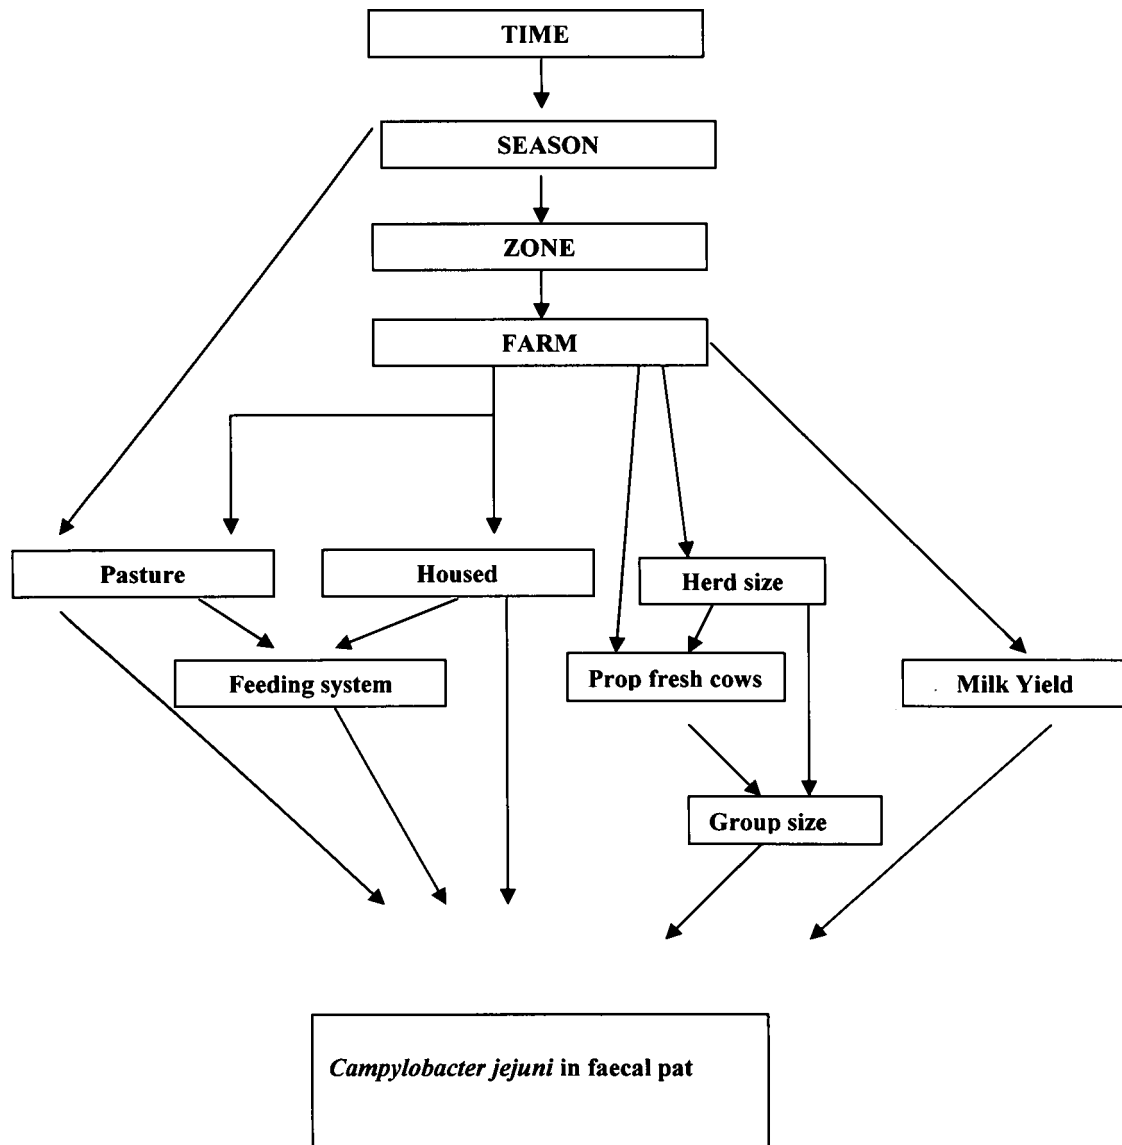 TIME
SEASON
ZONE
FARM
Pasture
Housed
Herd size
Feeding system
Prop fresh cows
Milk Yield
Group size
Campylobacter jejuni in faecal pat